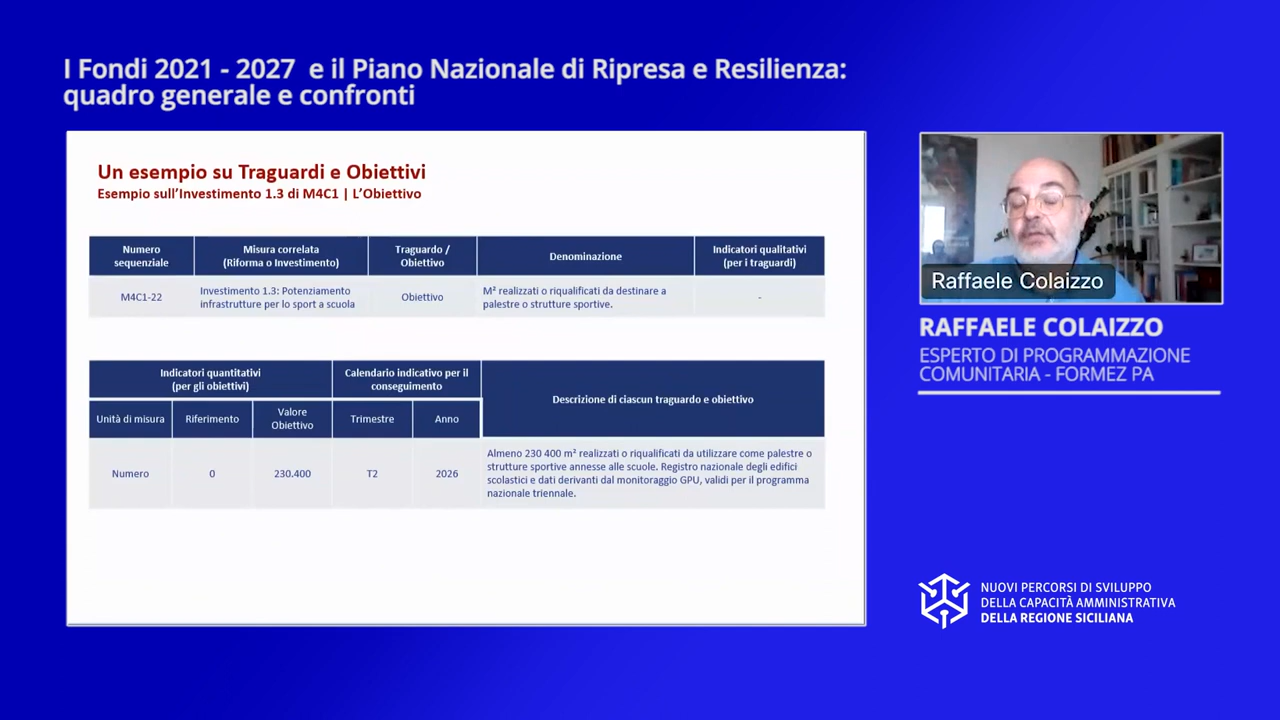 I Fondi 2021 - 2027 e il Piano Nazionale di Ripresa e Resilienza:
quadro generale e confronti
Un esempio su Traguardi e Obiettivi
Esempio sull'Investimento 1.3 di M4C1 | L'Obiettivo
Numero
sequenziale
Misura correlata
(Riforma o Investimento)
Traguardo /
Obiettivo
Denominazione
Indicatori qualitativi
(per i traguardi)
M4C1-22
Investimento 1.3: Potenziamento
infrastrutture per lo sport a scuola
Obiettivo
M² realizzati o riqualificati da destinare a
palestre o strutture sportive.
-
Indicatori quantitativi
(per gli obiettivi)
Calendario indicativo per il
conseguimento
Descrizione di ciascun traguardo e obiettivo
Unità di misura
Riferimento
Valore
Obiettivo
Trimestre
Anno
Numero
0
230.400
T2
2026
Almeno 230 400 m² realizzati o riqualificati da utilizzare come palestre o
strutture sportive annesse alle scuole. Registro nazionale degli edifici
scolastici e dati derivanti dal monitoraggio GPU, validi per il programma
nazionale triennale.
Raffaele Colaizzo
RAFFAELE COLAIZZO
ESPERTO DI PROGRAMMAZIONE
COMUNITARIA - FORMEZ PA
NUOVI PERCORSI DI SVILUPPO
DELLA CAPACITÀ AMMINISTRATIVA
DELLA REGIONE SICILIANA